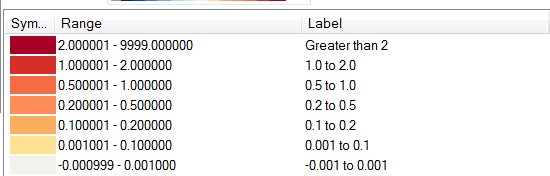 Sym... Range Label
2.000001 - 9999.000000 Greater than 2
1.000001 - 2.000000 1.0 to 2.0
0.500001 - 1.000000 0.5 to 1.0
0.200001 - 0.500000 0.2 to 0.5
0.100001 - 0.200000 0.1 to 0.2
0.001001 - 0.100000 0.001 to 0.1
-0.000999 - 0.001000 -0.001 to 0.001